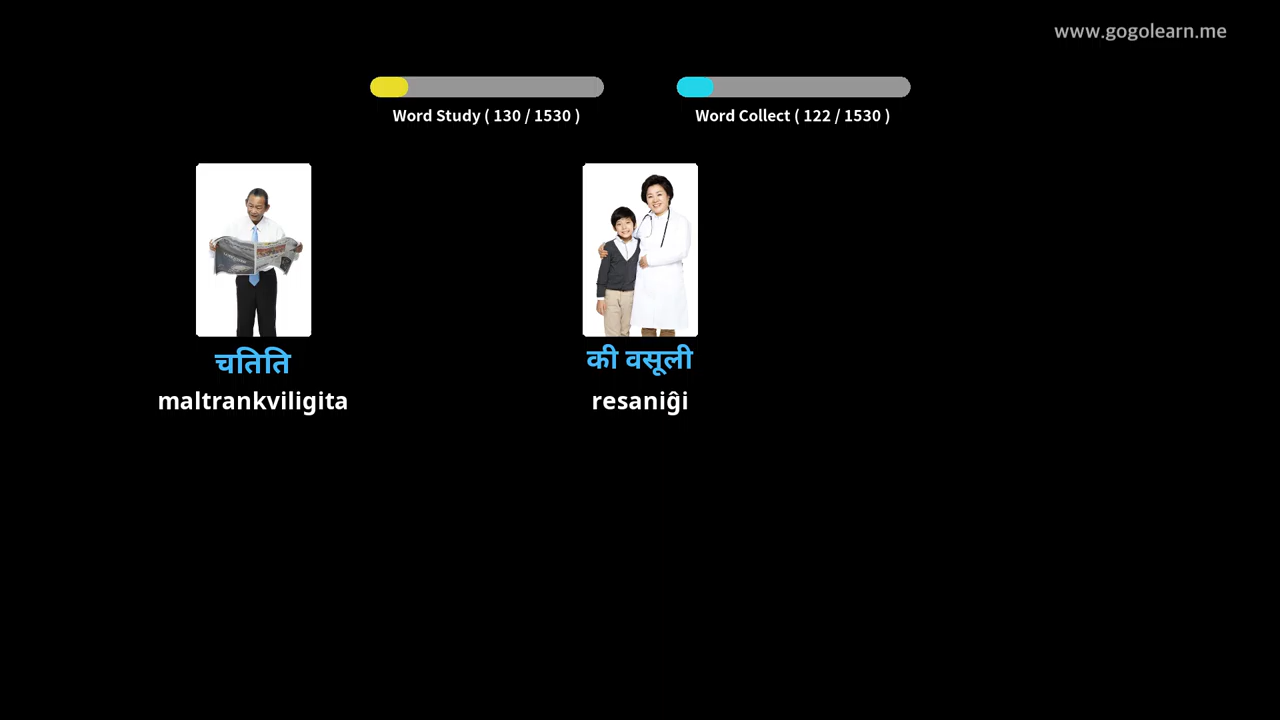 www.gogolearn.me
Word Study ( 130 / 1530 )
Word Collect ( 122 / 1530 )
चतिति
की वसूली
maltrankviligita
resaniĝi